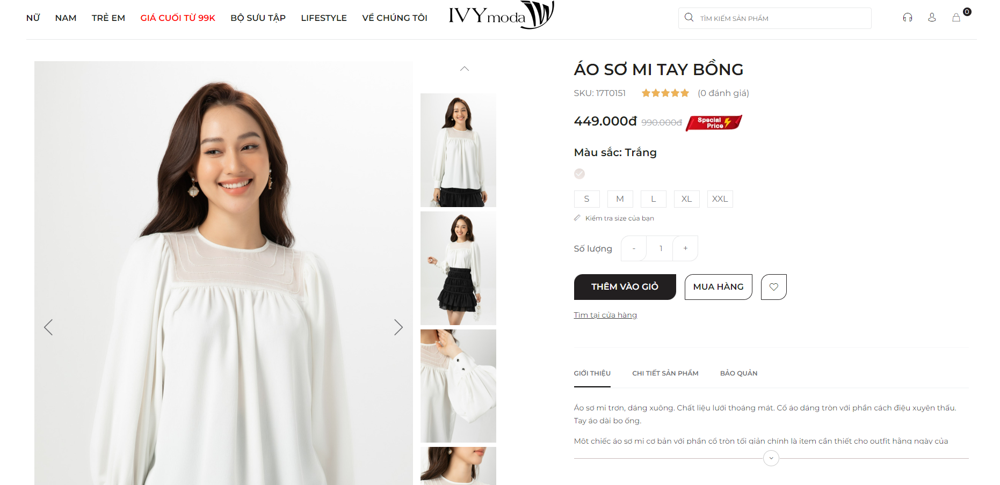 NỮ NAM TRẺ EM GIÁ CUỐI TỪ 99K BỘ SƯU TẬP LIFESTYLE VỀ CHÚNG TÔI IVY moda TÌM KIẾM SẢN PHẨM 0
ÁO SƠ MI TAY BỒNG
SKU: 17T0151 (0 đánh giá)
449.000đ 990.000đ Special Price
Màu sắc: Trắng
S M L XL XXL
Kiểm tra size của bạn
Số lượng - 1 +
THÊM VÀO GIỎ MUA HÀNG
Tìm tại cửa hàng
GIỚI THIỆU CHI TIẾT SẢN PHẨM BẢO QUẢN
Áo sơ mi trơn, dáng xuông. Chất liệu lưới thoáng mát. Cổ áo dáng tròn với phần cách điệu xuyên thấu.
Tay áo dài bo ống.
Một chiếc áo sơ mi cơ bản với phần cổ tròn tối giản chính là item cần thiết cho outfit hằng ngày của